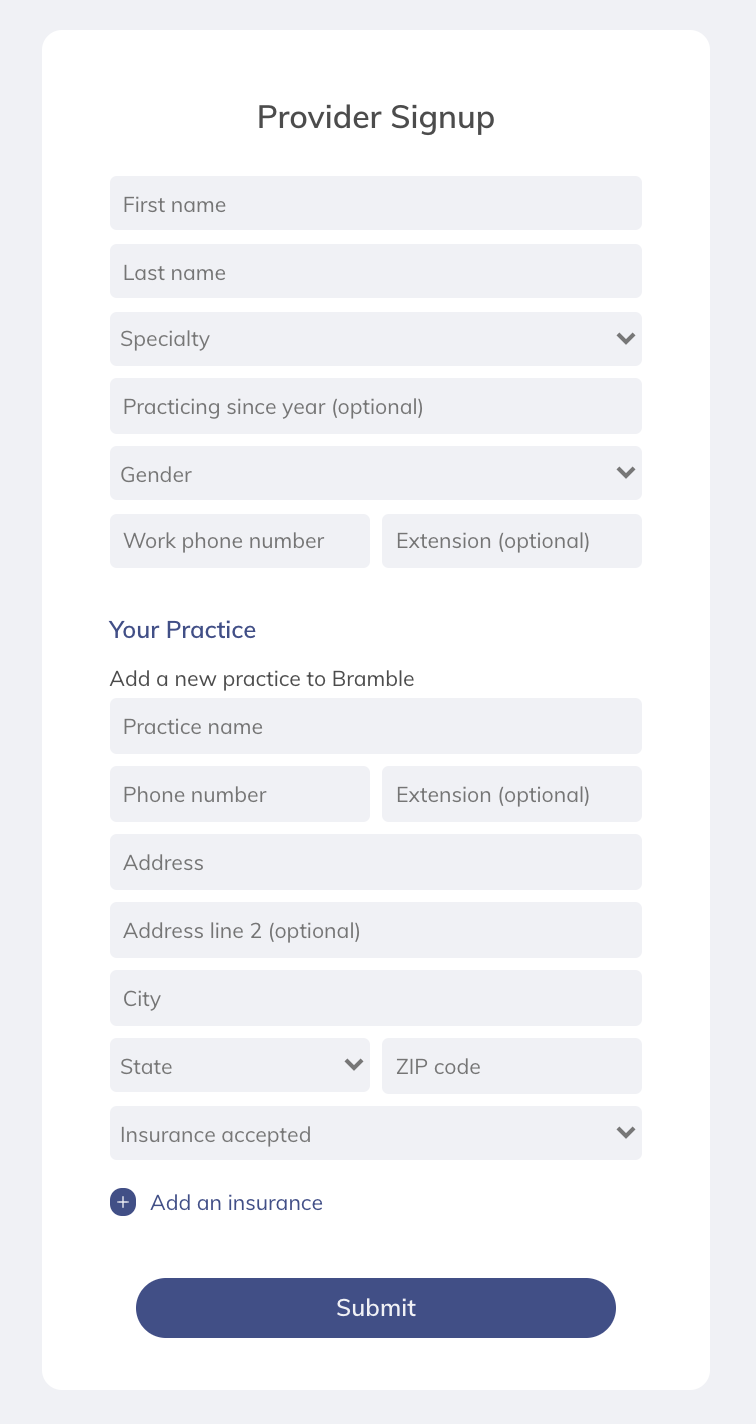 Provider Signup
First name
Last name
Specialty
Practicing since year (optional)
Gender
Work phone number Extension (optional)
Your Practice
Add a new practice to Bramble
Practice name
Phone number Extension (optional)
Address
Address line 2 (optional)
City
State ZIP code
Insurance accepted
+ Add an insurance
Submit